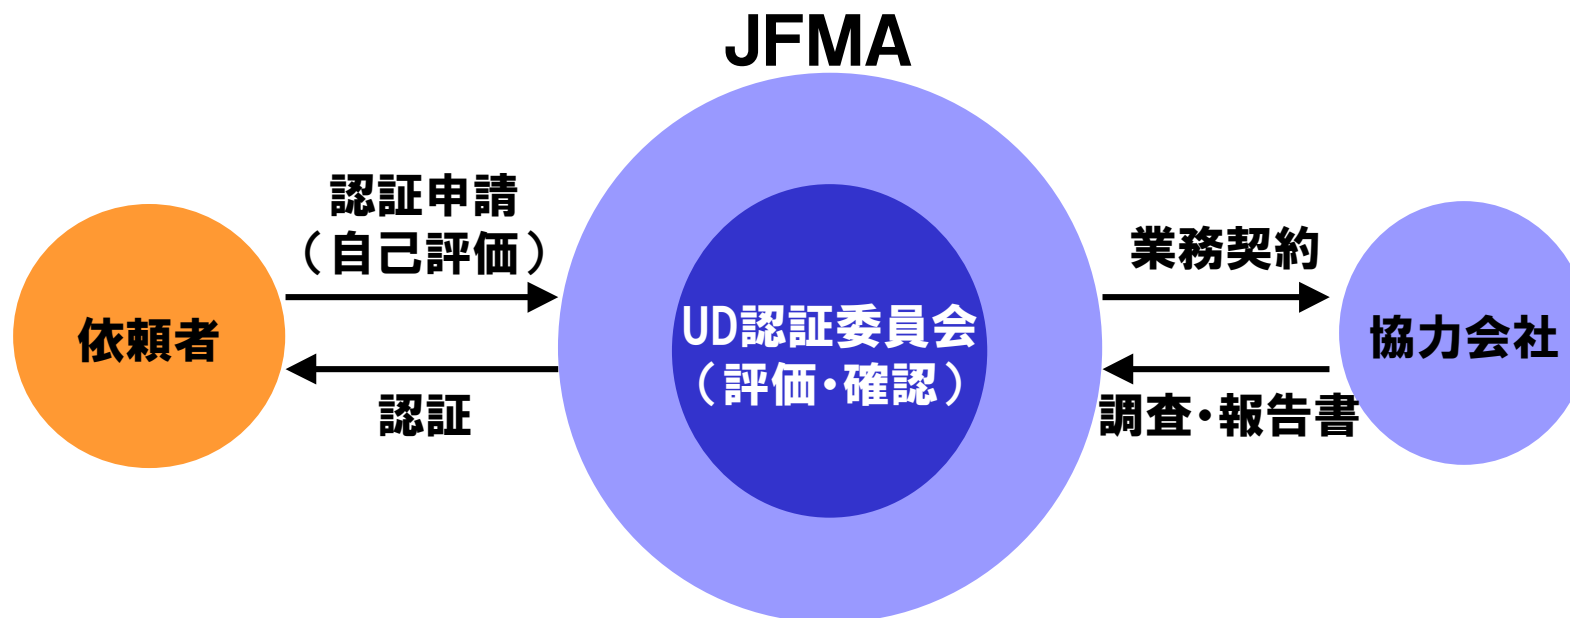 JFMA
認証申請
（自己評価）
依頼者
認証
UD認証委員会
（評価・確認）
業務契約
調査・報告書
協力会社